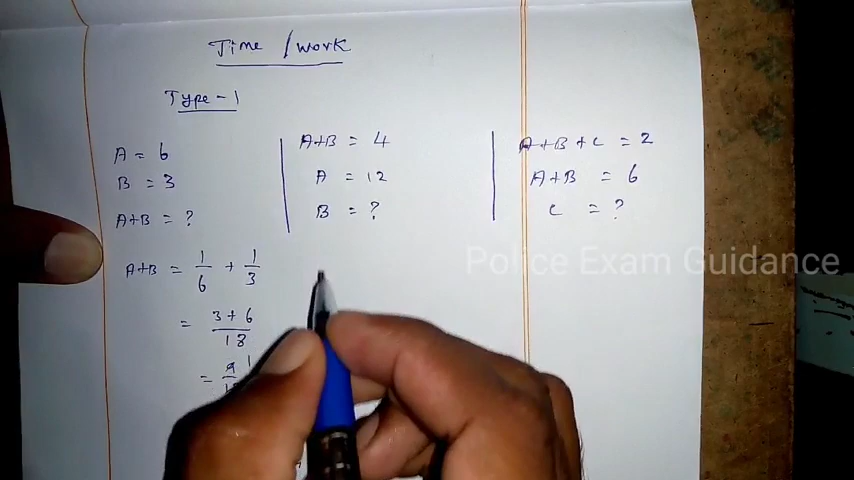 Time / work
Type - 1
A = 6
B = 3
A+B = ?
A+B = 1/6 + 1/3
= 3+6/18
= 9
A+B = 4
A = 12
B = ?
A+B+C = 2
A+B = 6
C = ?
Police Exam Guidance